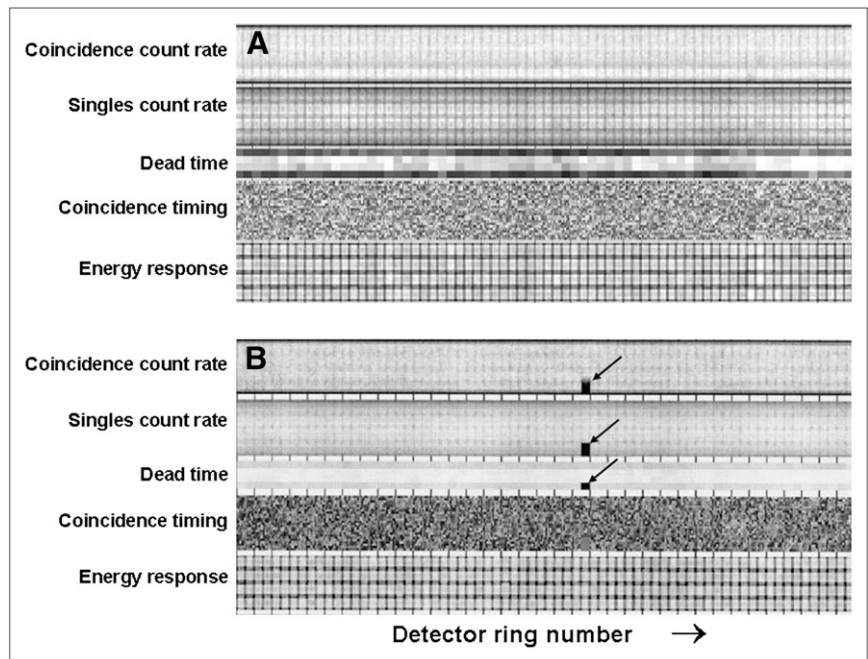 A
Coincidence count rate
Singles count rate
Dead time
Coincidence timing
Energy response
B
Coincidence count rate
Singles count rate
Dead time
Coincidence timing
Energy response
Detector ring number →